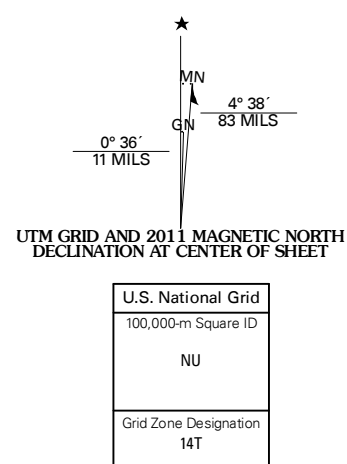 MN
4° 38´
83 MILS
GN
0° 36´
11 MILS
UTM GRID AND 2011 MAGNETIC NORTH
DECLINATION AT CENTER OF SHEET
U.S. National Grid
100,000-m Square ID
NU
Grid Zone Designation
14T